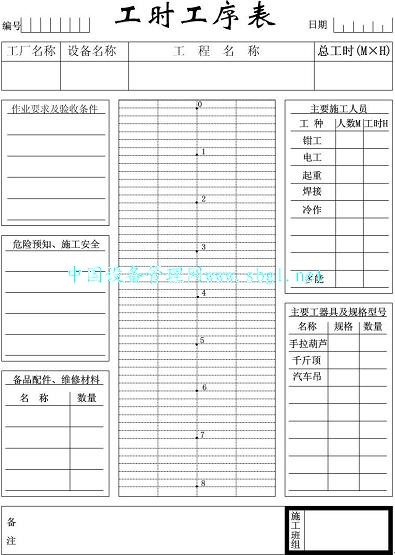 工时工序表
编号
日期
工厂名称 设备名称 工程名称 总工时(M×H)
作业要求及验收条件
危险预知、施工安全
备品配件、维修材料
名称 数量
0
1
2
3
4
5
6
7
8
主要施工人员
工种 人数M 工时H
钳工
电工
起重
焊接
冷作
多能
主要工器具及规格型号
名称 规格 数量
手拉葫芦
千斤顶
汽车吊
中国设备管理网www.sbgl.net
备注
施工班组